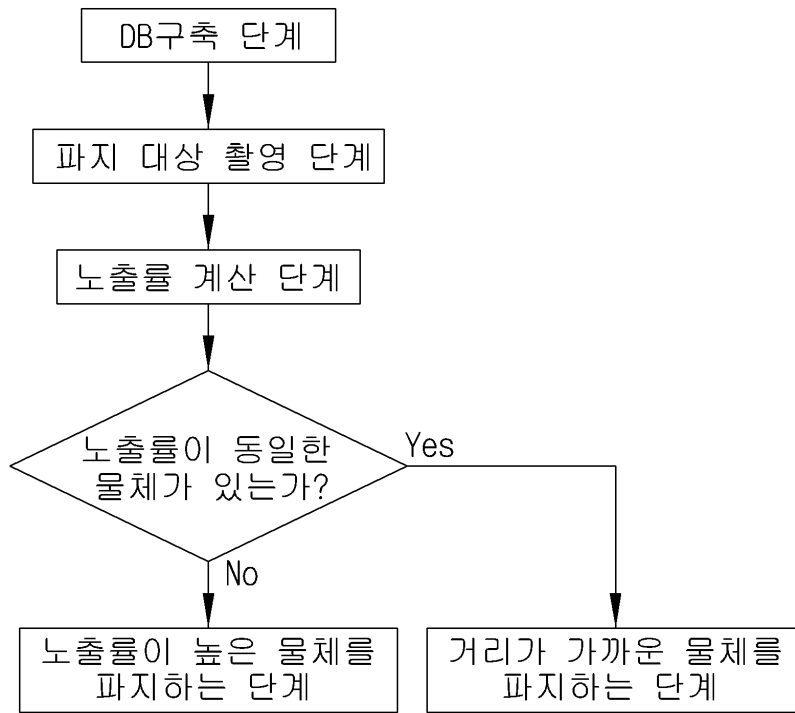 DB구축 단계
파지 대상 촬영 단계
노출률 계산 단계
노출률이 동일한
물체가 있는가?
Yes
No
노출률이 높은 물체를
파지하는 단계
거리가 가까운 물체를
파지하는 단계